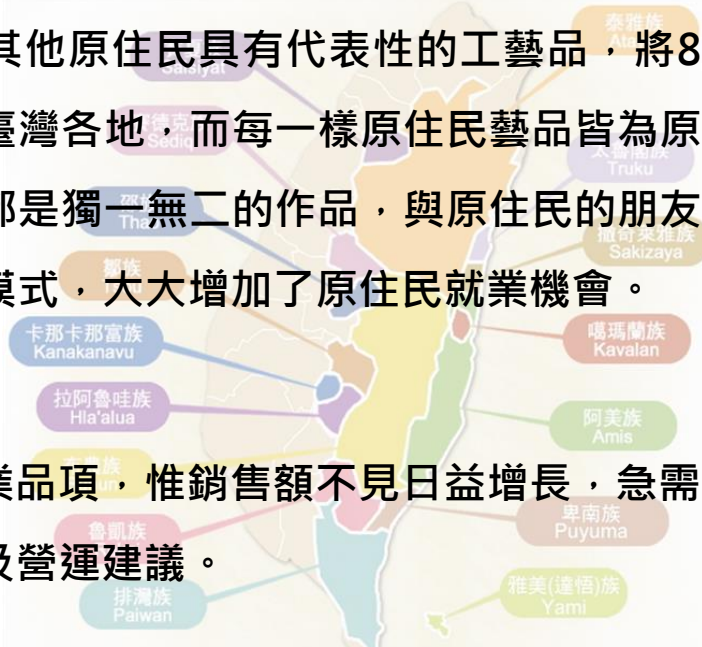 其他原住民具有代表性的工藝品，將8
臺灣各地，而每一樣原住民藝品皆為原
都是獨一無二的作品，與原住民的朋友
模式，大大增加了原住民就業機會。
業品項，惟銷售額不見日益增長，急需
及營運建議。
泰雅族
Saisiyat
太魯閣族
Truku
撒奇萊雅族
Sakizaya
鄒族
卡那卡那富族
Kanakanavu
噶瑪蘭族
Kavalan
拉阿魯哇族
Hla'alua
阿美族
Amis
魯凱族
卑南族
Puyuma
排灣族
Paiwan
雅美(達悟)族
Yami